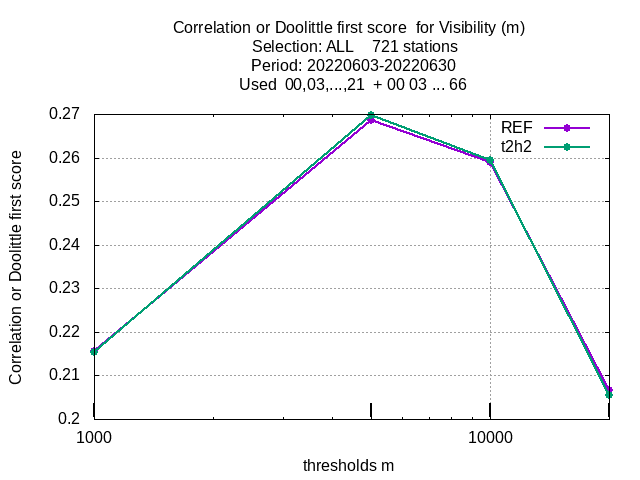 Correlation or Doolittle first score  for Visibility (m)
Selection: ALL    721 stations
Period: 20220603-20220630
Used  00,03,...,21  + 00 03 ... 66
REF
t2h2
Correlation or Doolittle first score
0.27
0.26
0.25
0.24
0.23
0.22
0.21
0.2
1000
10000
thresholds m